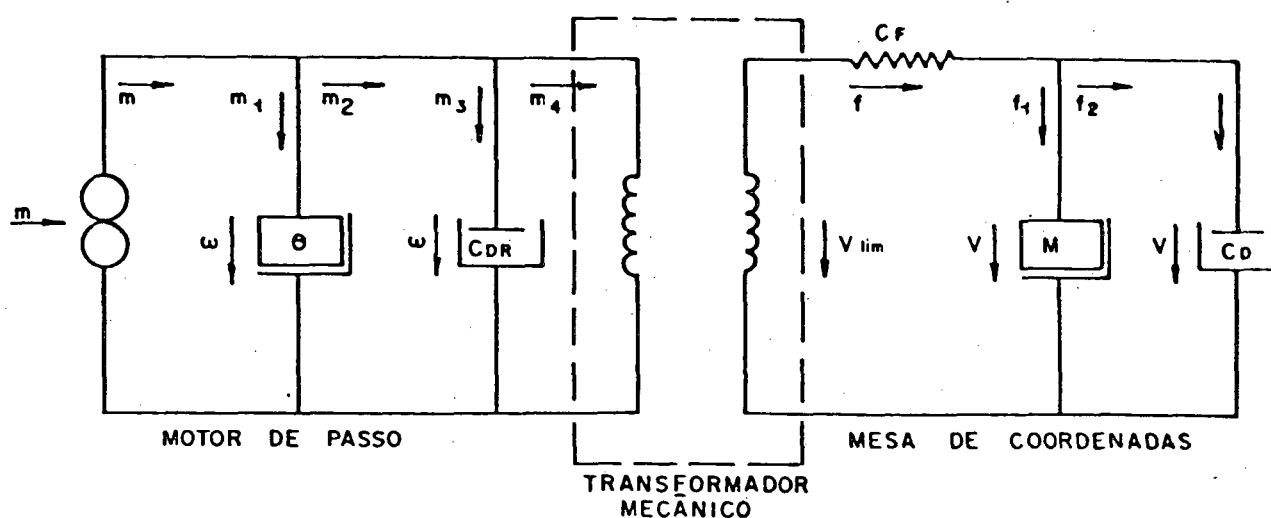 CF
m
m1
m2
m3
m4
f
f1
f2
m
ω
θ
ω
CDR
V lim
V
M
V
CD
MOTOR DE PASSO
MESA DE COORDENADAS
TRANSFORMADOR
MECÂNICO